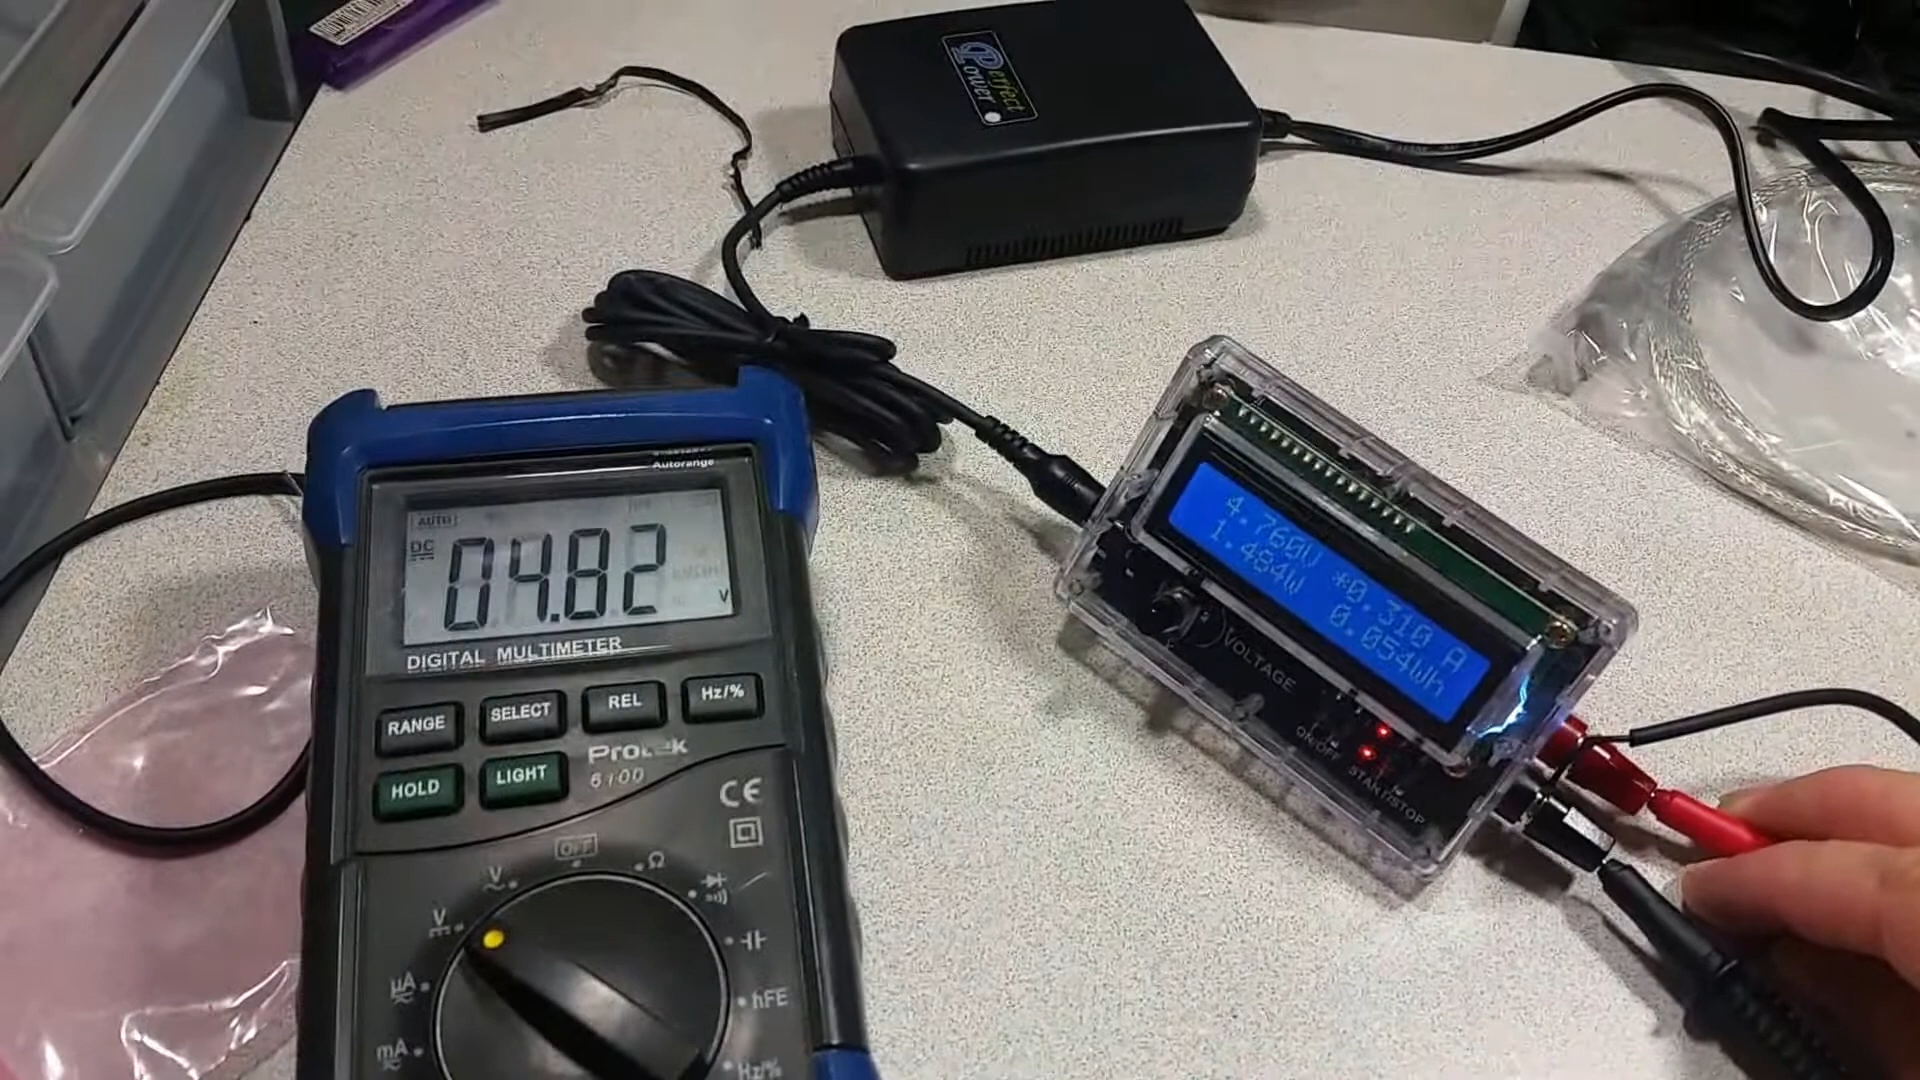 Perfect
Power
Autorange
AUTO
DC
04.82
V
DIGITAL MULTIMETER
RANGE
SELECT
REL
Hz/%
HOLD
LIGHT
Protek
6100
CE
OFF
V
Ω
V
µA
hFE
mA
Hz/%
4.760V *0.310 A
1.484W 0.054Wh
VOLTAGE
ON/OFF
START/STOP